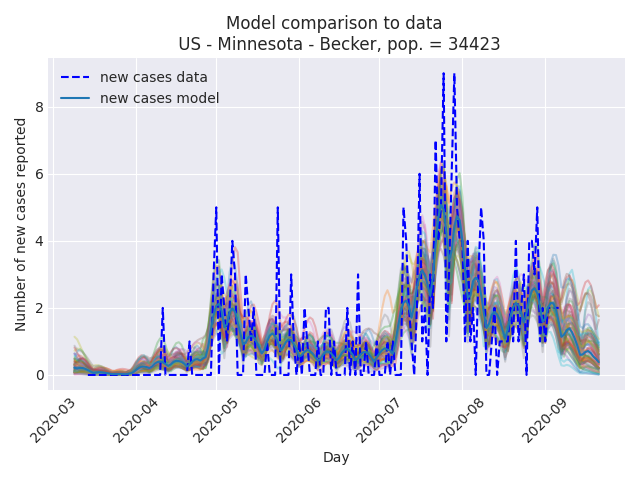 Model comparison to data
US - Minnesota - Becker, pop. = 34423
new cases data
new cases model
Number of new cases reported
8
6
4
2
0
2020-03
2020-04
2020-05
2020-06
2020-07
2020-08
2020-09
Day